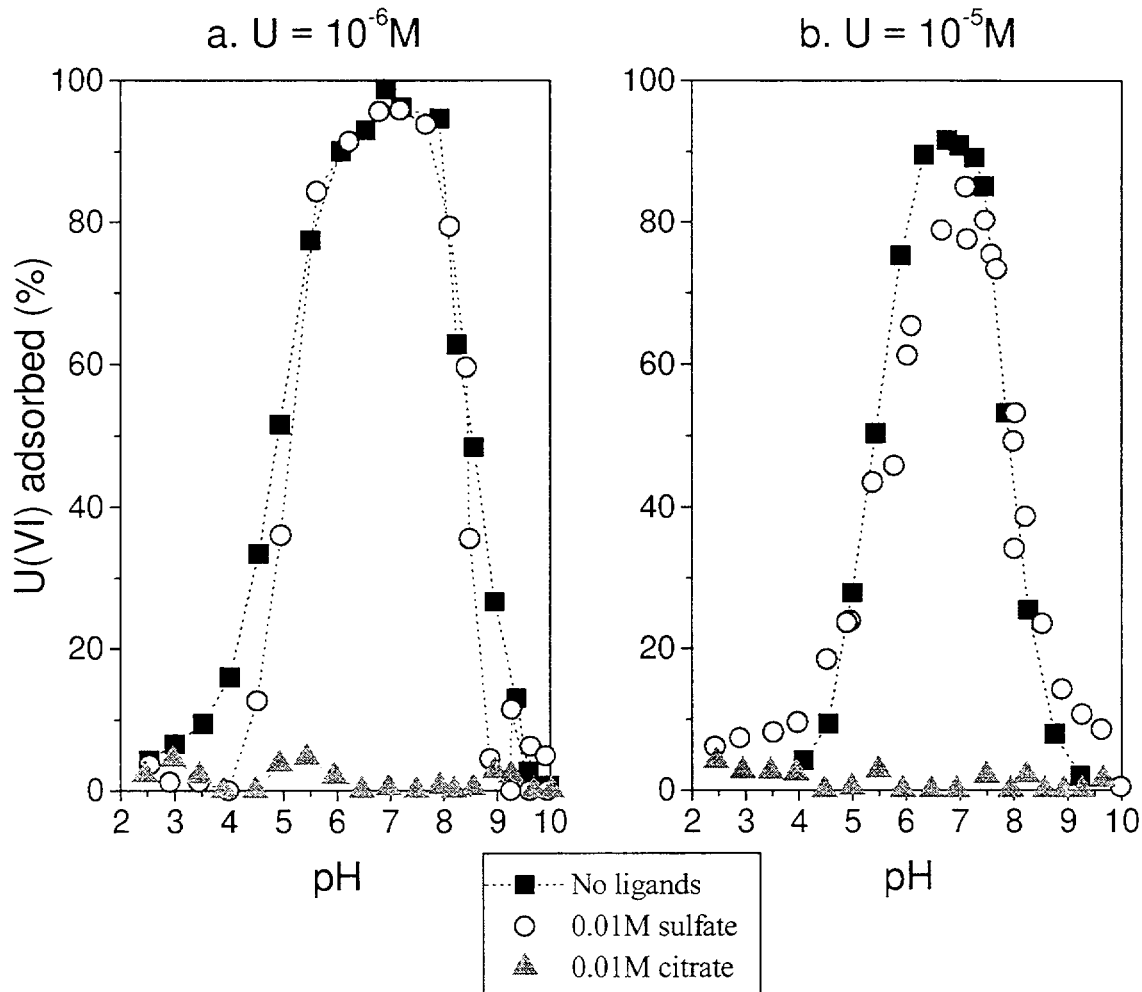 a. U = 10⁻⁶M
b. U = 10⁻⁵M
U(VI) adsorbed (%)
100
80
60
40
20
0
2 3 4 5 6 7 8 9 10
pH
100
80
60
40
20
0
2 3 4 5 6 7 8 9 10
pH
No ligands
0.01M sulfate
0.01M citrate